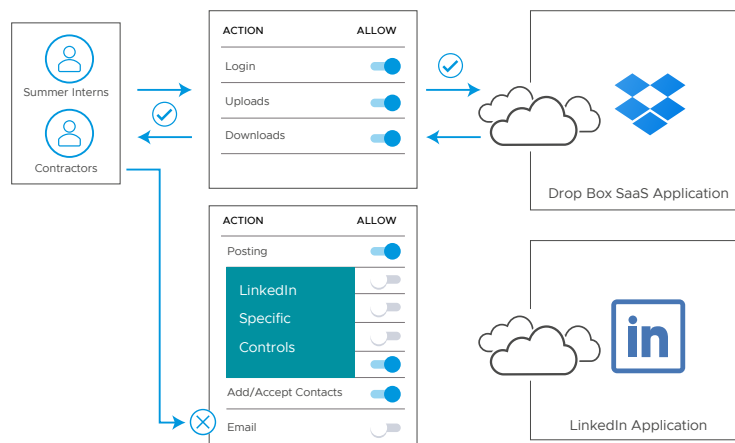 Summer Interns
Contractors
ACTION ALLOW
Login
Uploads
Downloads
Drop Box SaaS Application
ACTION ALLOW
Posting
LinkedIn
Specific
Controls
Add/Accept Contacts
Email
in
LinkedIn Application